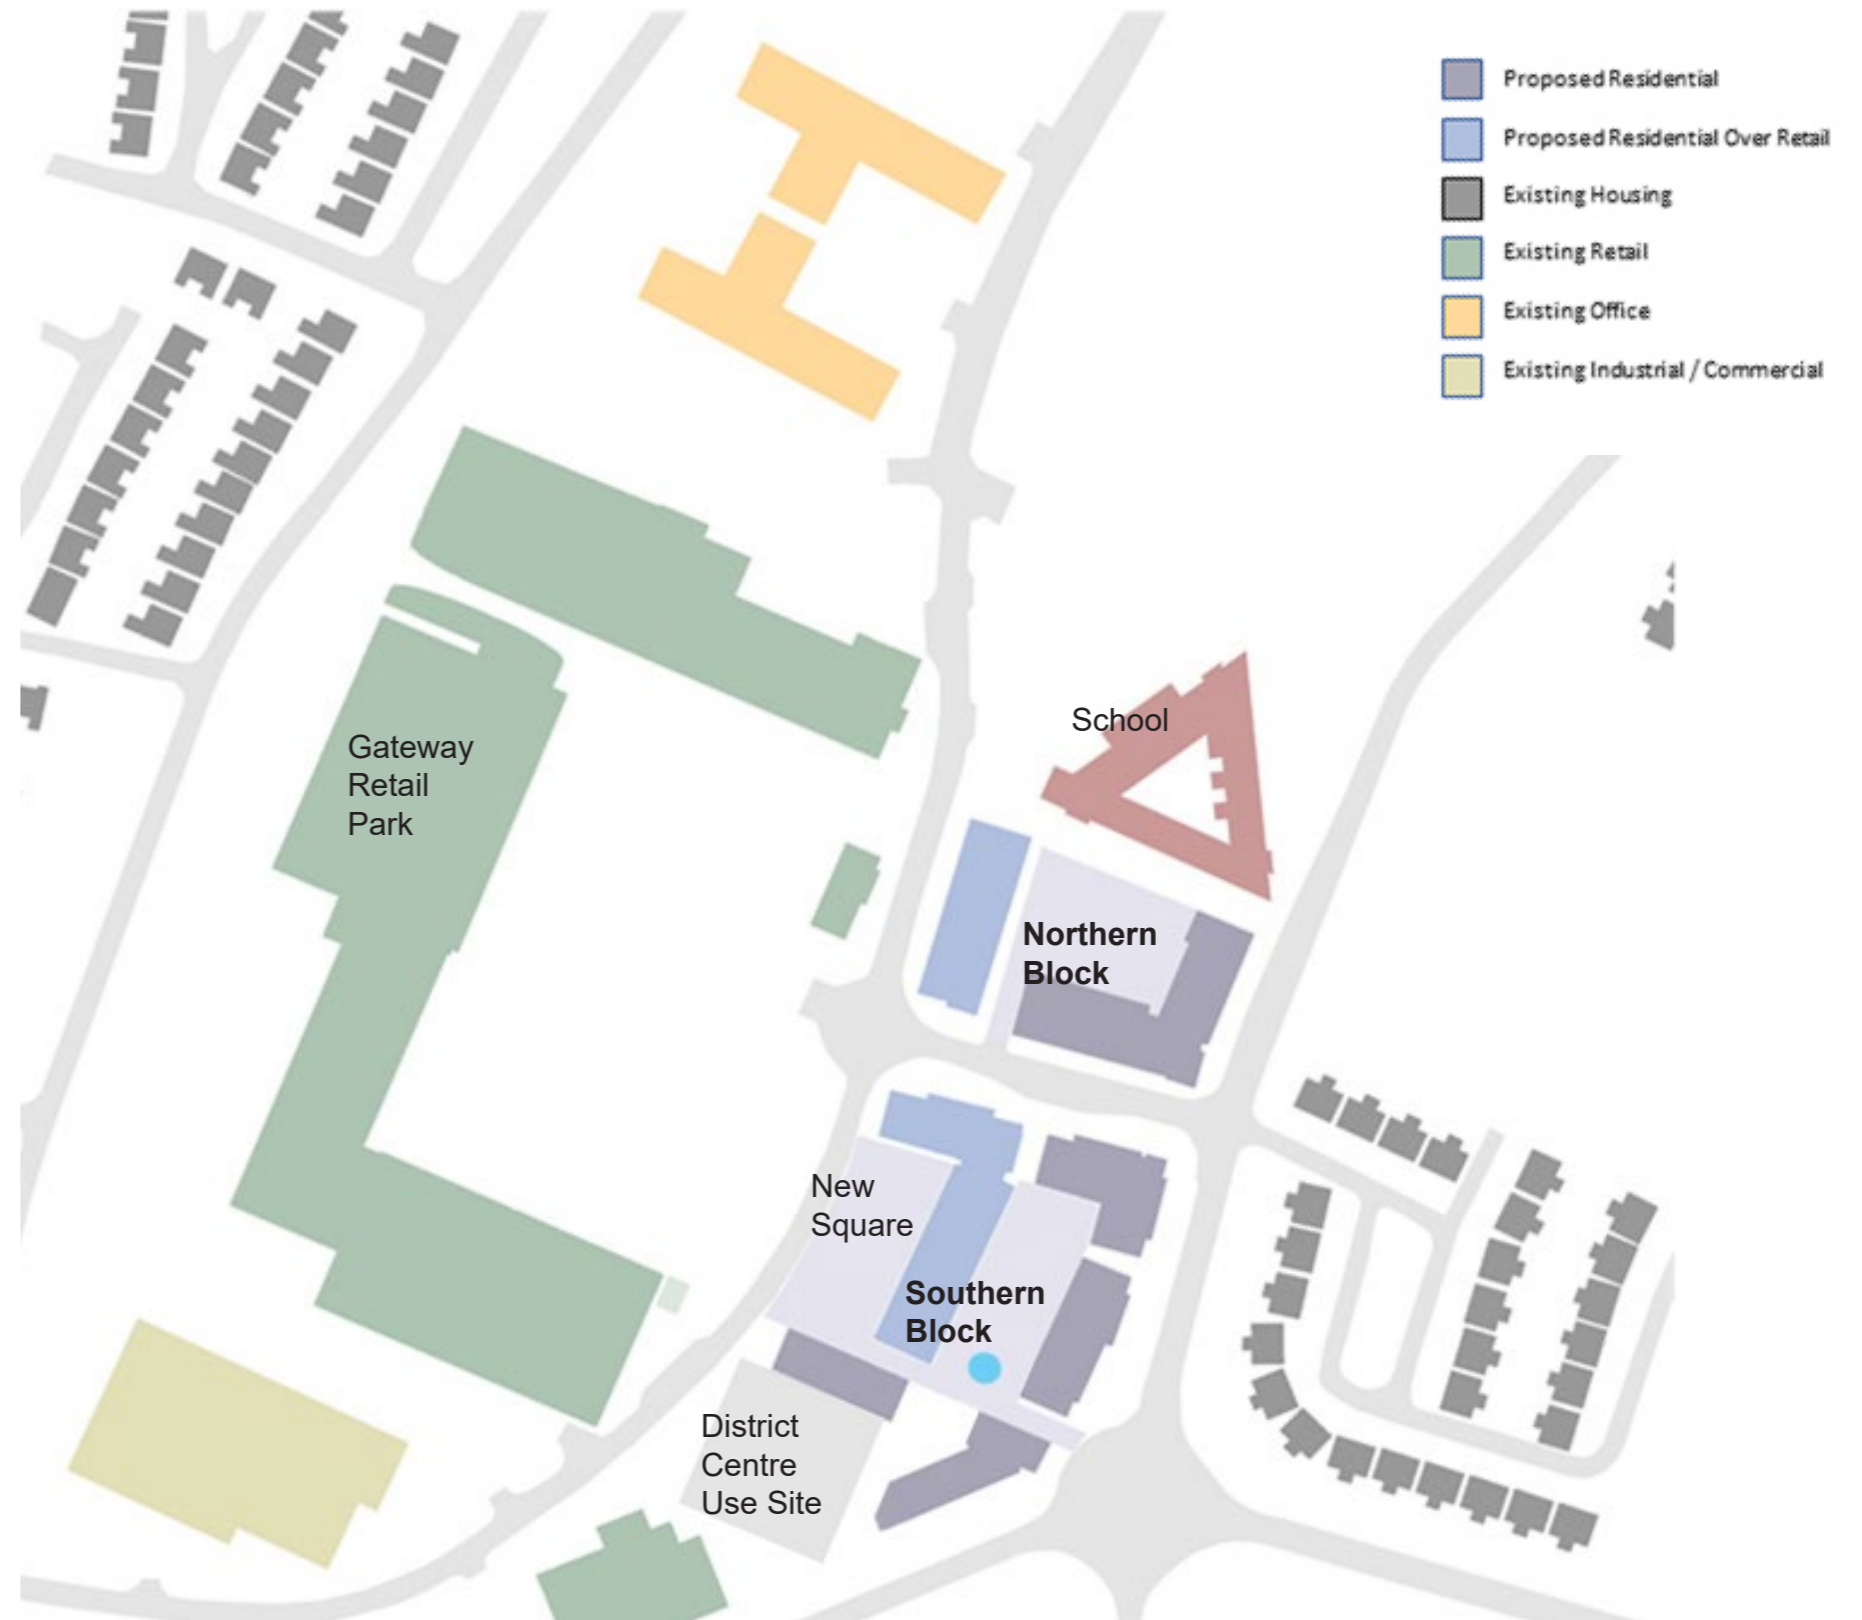 Proposed Residential
Proposed Residential Over Retail
Existing Housing
Existing Retail
Existing Office
Existing Industrial / Commercial
School
Gateway
Retail
Park
Northern
Block
New
Square
Southern
Block
District
Centre
Use Site